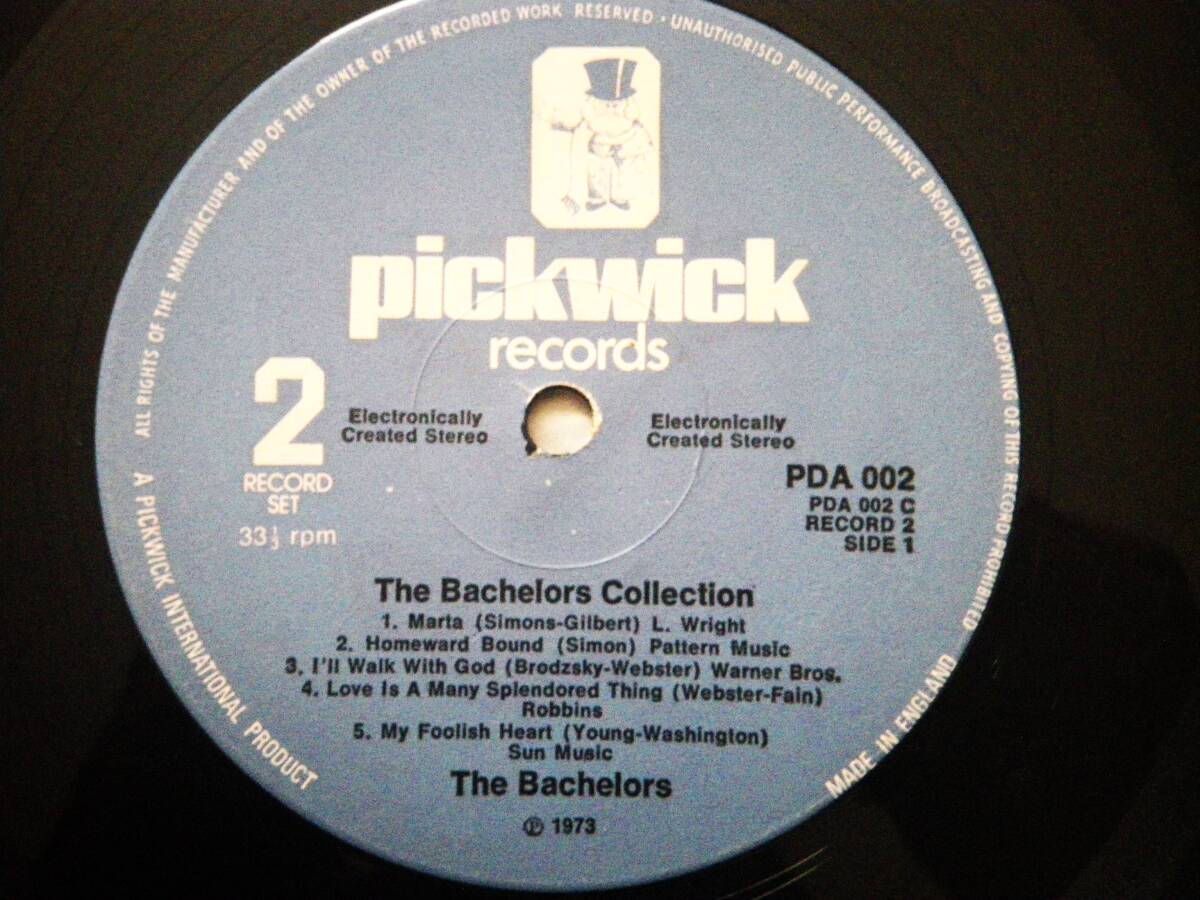 ALL RIGHTS OF THE MANUFACTURER AND OF THE OWNER OF THE RECORDED WORK RESERVED • UNAUTHORISED PUBLIC PERFORMANCE BROADCASTING AND COPYING OF THIS RECORD PROHIBITED
pickwick
records
2
RECORD
SET
33⅓ rpm
Electronically
Created Stereo
Electronically
Created Stereo
PDA 002
PDA 002 C
RECORD 2
SIDE 1
The Bachelors Collection
1. Marta (Simons-Gilbert) L. Wright
2. Homeward Bound (Simon) Pattern Music
3. I'll Walk With God (Brodzsky-Webster) Warner Bros.
4. Love Is A Many Splendored Thing (Webster-Fain)
Robbins
5. My Foolish Heart (Young-Washington)
Sun Music
The Bachelors
℗ 1973
A PICKWICK INTERNATIONAL PRODUCT
MADE IN ENGLAND